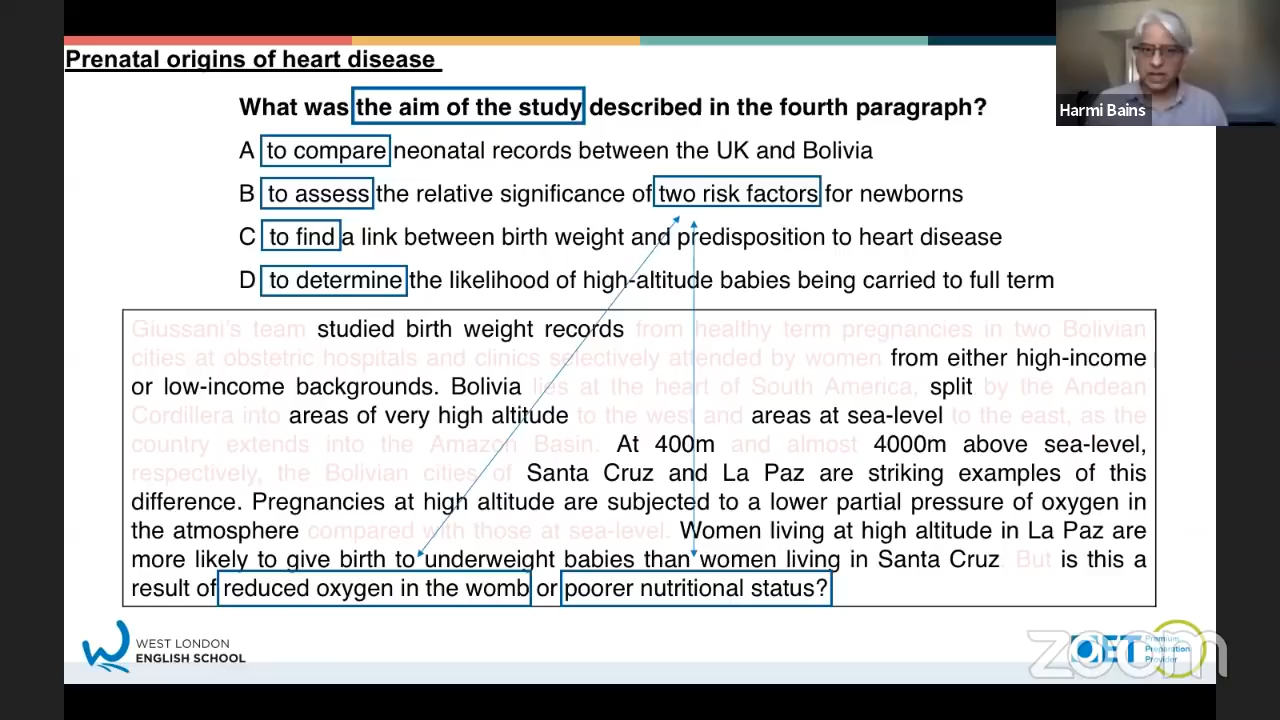 Prenatal origins of heart disease
Harmi Bains
What was the aim of the study described in the fourth paragraph?
A to compare neonatal records between the UK and Bolivia
B to assess the relative significance of two risk factors for newborns
C to find a link between birth weight and predisposition to heart disease
D to determine the likelihood of high-altitude babies being carried to full term
Giussani's team studied birth weight records from healthy term pregnancies in two Bolivian
cities at obstetric hospitals and clinics selectively attended by women from either high-income
or low-income backgrounds. Bolivia lies at the heart of South America, split by the Andean
Cordillera into areas of very high altitude to the west and areas at sea-level to the east, as the
country extends into the Amazon Basin. At 400m and almost 4000m above sea-level,
respectively, the Bolivian cities of Santa Cruz and La Paz are striking examples of this
difference. Pregnancies at high altitude are subjected to a lower partial pressure of oxygen in
the atmosphere compared with those at sea-level. Women living at high altitude in La Paz are
more likely to give birth to underweight babies than women living in Santa Cruz. But is this a
result of reduced oxygen in the womb or poorer nutritional status?
WEST LONDON
ENGLISH SCHOOL
OET
Premium
Preparation
Provider
zoom